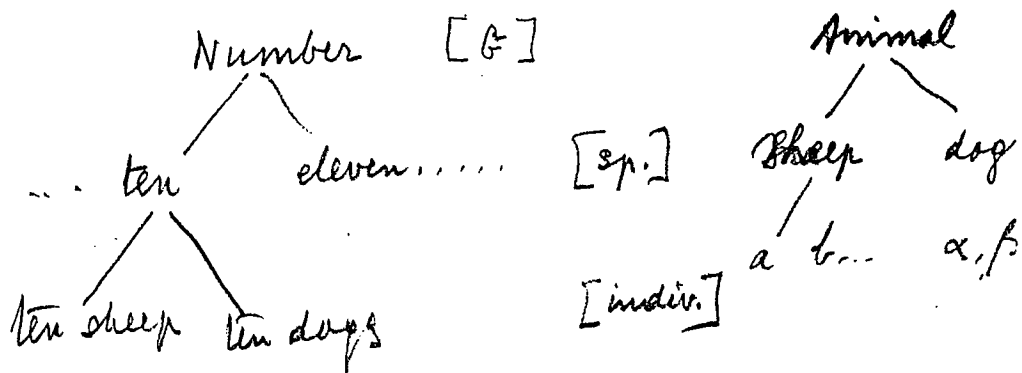 Number [G] Animal
... ten eleven..... [sp.] Sheep dog
a b... α, β
ten sheep ten dogs [indiv.]